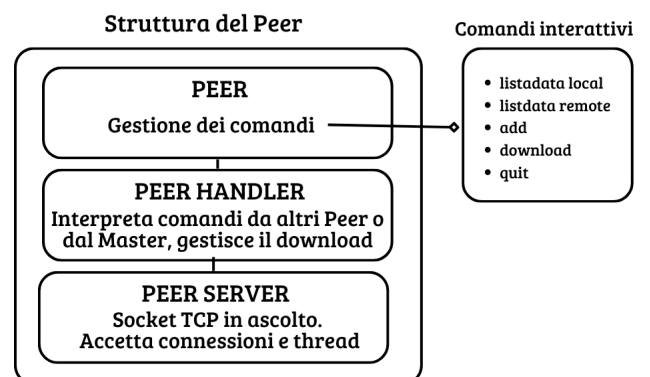 Struttura del Peer
PEER
Gestione dei comandi
PEER HANDLER
Interpreta comandi da altri Peer o
dal Master, gestisce il download
PEER SERVER
Socket TCP in ascolto.
Accetta connessioni e thread
Comandi interattivi
• listadata local
• listdata remote
• add
• download
• quit